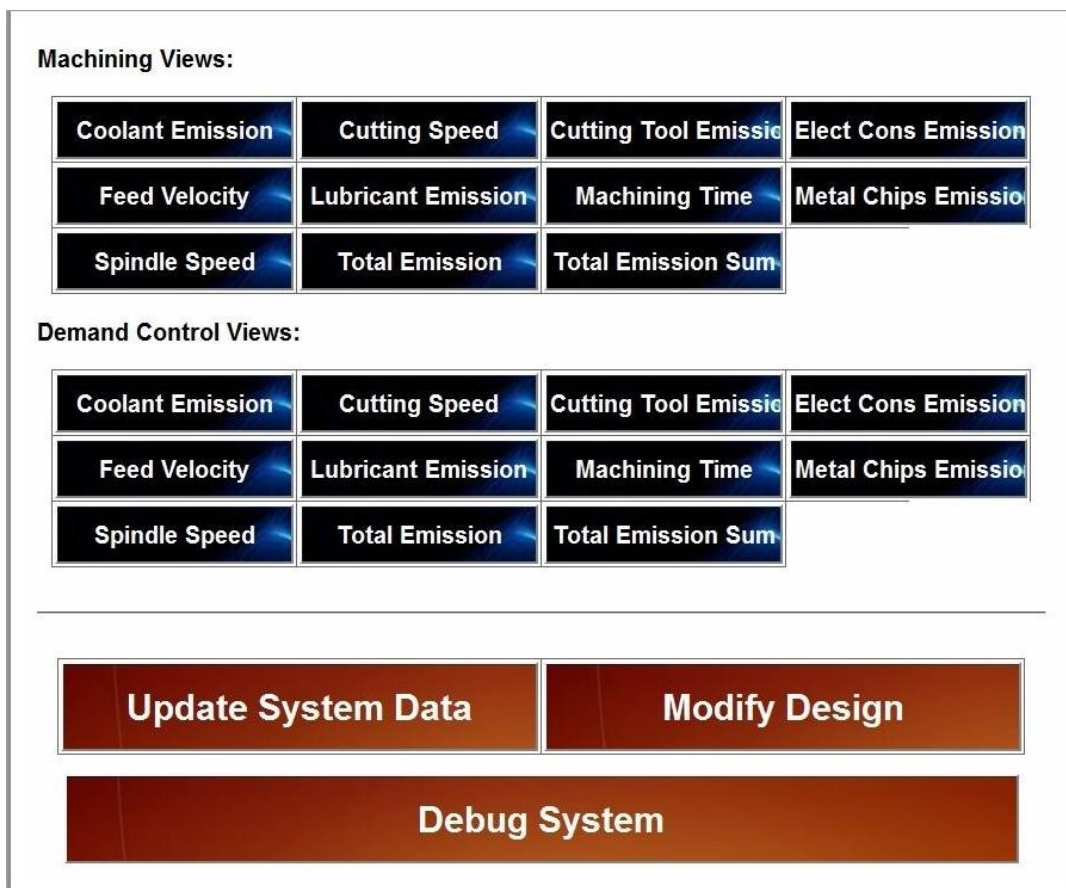 Machining Views:
Coolant Emission Cutting Speed Cutting Tool Emissio Elect Cons Emission
Feed Velocity Lubricant Emission Machining Time Metal Chips Emissio
Spindle Speed Total Emission Total Emission Sum
Demand Control Views:
Coolant Emission Cutting Speed Cutting Tool Emissio Elect Cons Emission
Feed Velocity Lubricant Emission Machining Time Metal Chips Emissio
Spindle Speed Total Emission Total Emission Sum
Update System Data Modify Design
Debug System